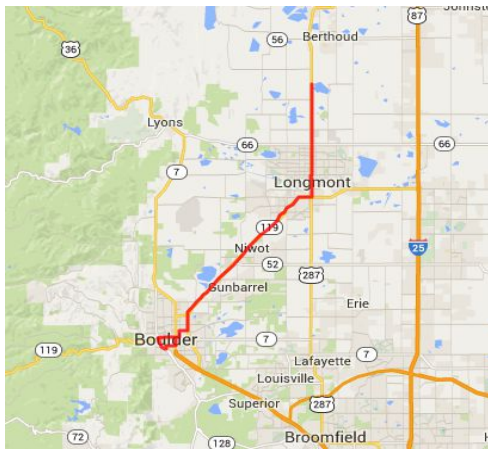 Johnst
87
36
56
Berthoud
Lyons
66
66
7
Longmont
119
Niwot
52
25
287
Gunbarrel
Erie
Boulder
119
7
Lafayette
7
Louisville
Superior
287
72
128
Broomfield
H